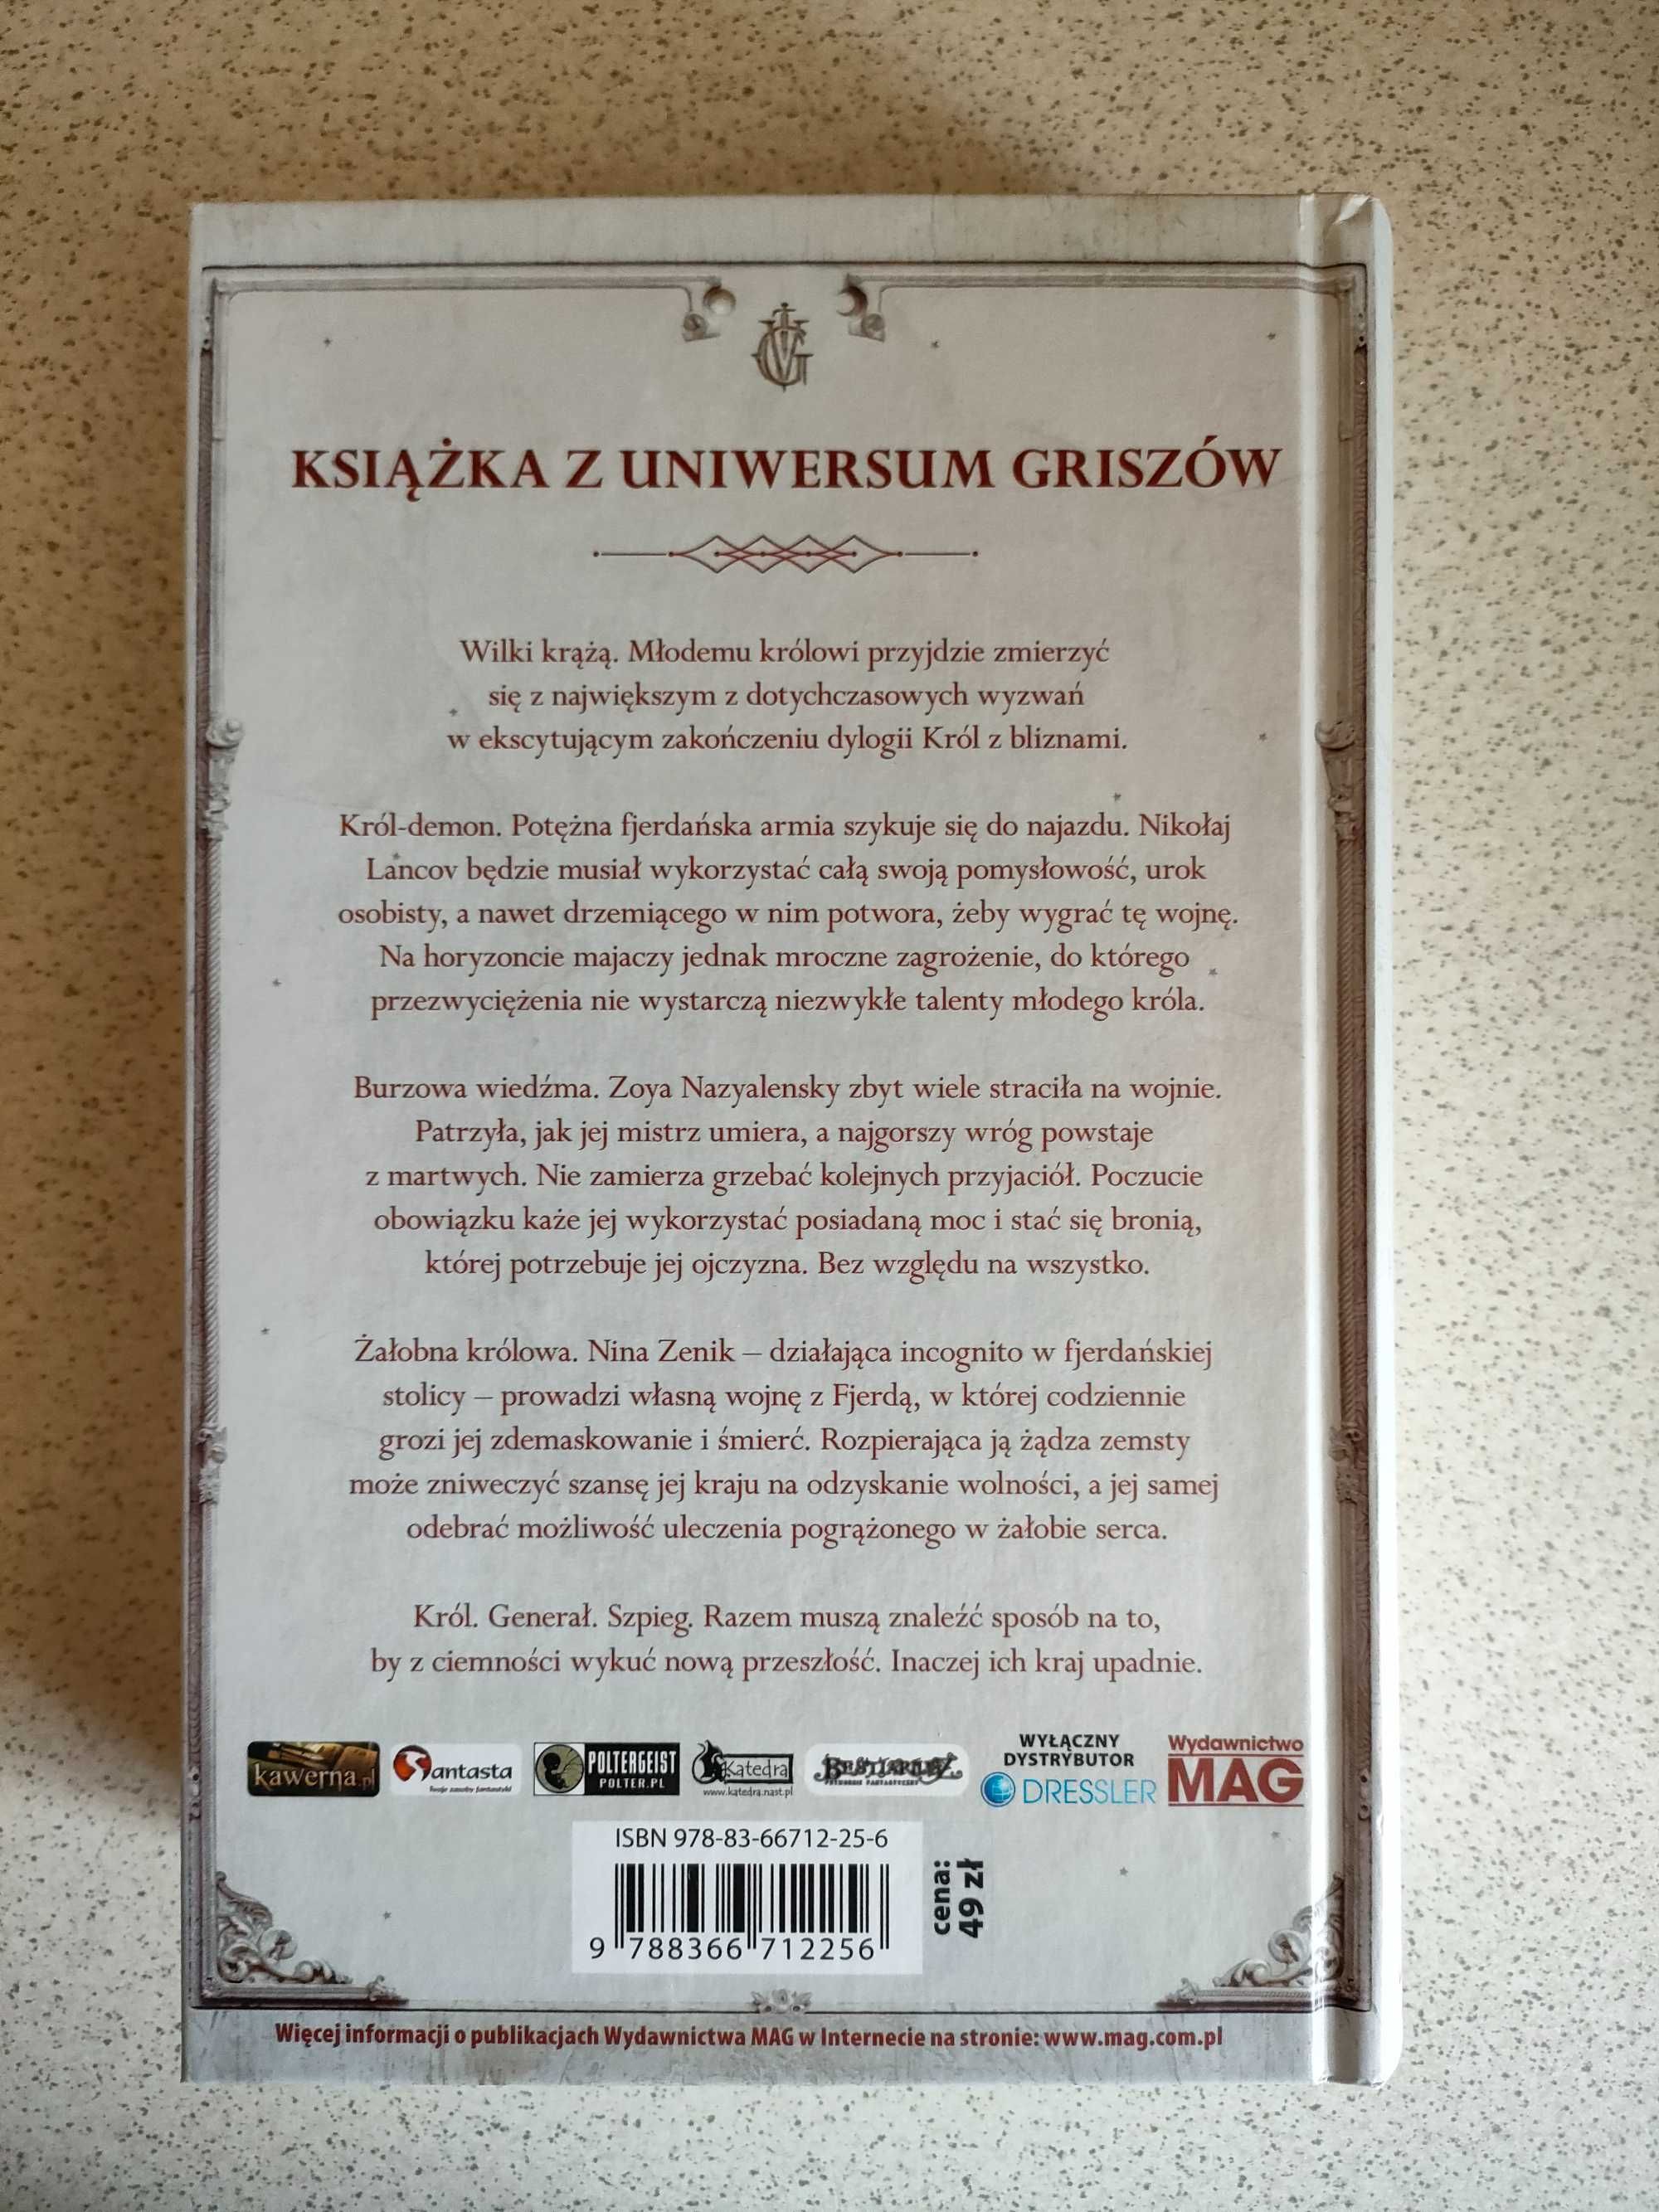 KSIĄŻKA Z UNIWERSUM GRISZÓW
Wilki krążą. Młodemu królowi przyjdzie zmierzyć
się z największym z dotychczasowych wyzwań
w ekscytującym zakończeniu dylogii Król z bliznami.
Król-demon. Potężna fjerdańska armia szykuje się do najazdu. Nikołaj
Lancov będzie musiał wykorzystać całą swoją pomysłowość, urok
osobisty, a nawet drzemiącego w nim potwora, żeby wygrać tę wojnę.
Na horyzoncie majaczy jednak mroczne zagrożenie, do którego
przezwyciężenia nie wystarczą niezwykłe talenty młodego króla.
Burzowa wiedźma. Zoya Nazyalensky zbyt wiele straciła na wojnie.
Patrzyła, jak jej mistrz umiera, a najgorszy wróg powstaje
z martwych. Nie zamierza grzebać kolejnych przyjaciół. Poczucie
obowiązku każe jej wykorzystać posiadaną moc i stać się bronią,
której potrzebuje jej ojczyzna. Bez względu na wszystko.
Żałobna królowa. Nina Zenik – działająca incognito w fjerdańskiej
stolicy – prowadzi własną wojnę z Fjerdą, w której codziennie
grozi jej zdemaskowanie i śmierć. Rozpierająca ją żądza zemsty
może zniweczyć szansę jej kraju na odzyskanie wolności, a jej samej
odebrać możliwość uleczenia pogrążonego w żałobie serca.
Król. Generał. Szpieg. Razem muszą znaleźć sposób na to,
by z ciemności wykuć nową przeszłość. Inaczej ich kraj upadnie.
kawerna.pl
Fantasta
Twoje zasoby fantastyki
POLTERGEIST
POLTER.PL
Katedra
www.katedra.nast.pl
BESTIARIUSZ
WYŁĄCZNY
DYSTRYBUTOR
DRESSLER
Wydawnictwo
MAG
ISBN 978-83-66712-25-6
9 788366 712256
cena:
49 zł
Więcej informacji o publikacjach Wydawnictwa MAG w Internecie na stronie: www.mag.com.pl